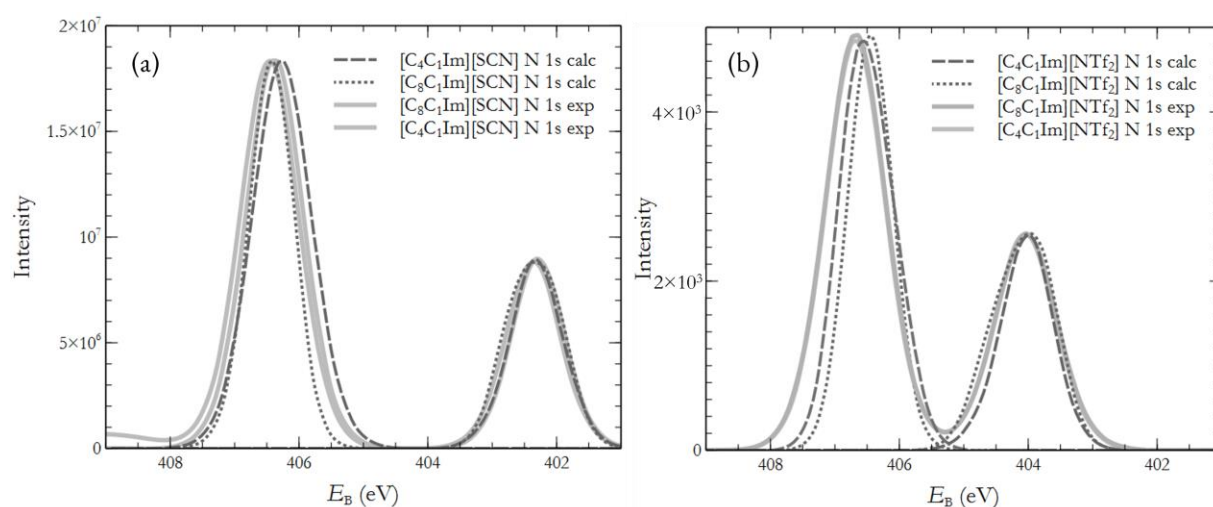 (a)
[C₄C₁Im][SCN] N 1s calc
[C₈C₁Im][SCN] N 1s calc
[C₈C₁Im][SCN] N 1s exp
[C₄C₁Im][SCN] N 1s exp
2×10⁷
1.5×10⁷
10⁷
5×10⁶
0
Intensity
408
406
404
402
E_B (eV)
(b)
[C₄C₁Im][NTf₂] N 1s calc
[C₈C₁Im][NTf₂] N 1s calc
[C₈C₁Im][NTf₂] N 1s exp
[C₄C₁Im][NTf₂] N 1s exp
4×10³
2×10³
0
Intensity
408
406
404
402
E_B (eV)